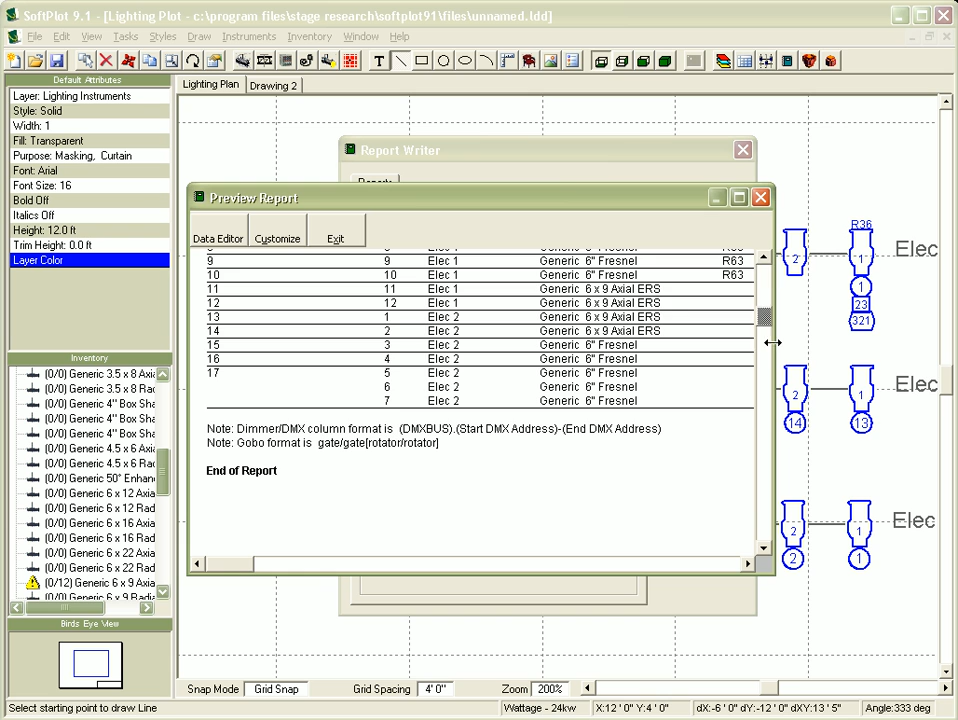 SoftPlot 9.1 - [Lighting Plot - c:\program files\stage research\softplot91\files\unnamed.ldd]
File Edit View Tasks Styles Draw Instruments Inventory Window Help
Default Attributes
Layer: Lighting Instruments
Style: Solid
Width: 1
Fill: Transparent
Purpose: Masking, Curtain
Font: Arial
Font Size: 16
Bold Off
Italics Off
Height: 12.0 ft
Trim Height: 0.0 ft
Layer Color
Inventory
(0/0) Generic 3.5 x 8 Axia
(0/0) Generic 3.5 x 8 Rad
(0/0) Generic 4" Box Sha
(0/0) Generic 4" Box Sha
(0/0) Generic 4" Box Sha
(0/0) Generic 4.5 x 6 Axia
(0/0) Generic 4.5 x 6 Rad
(0/0) Generic 50° Enhanc
(0/0) Generic 6 x 12 Axia
(0/0) Generic 6 x 12 Rad
(0/0) Generic 6 x 16 Axia
(0/0) Generic 6 x 16 Rad
(0/0) Generic 6 x 22 Axia
(0/0) Generic 6 x 22 Rad
(0/12) Generic 6 x 9 Axia
(0/0) Generic 6 x 9 Radia
Birds Eye View
Lighting Plan Drawing 2
Report Writer
Preview Report
Data Editor Customize Exit
9 9 Elec 1 Generic 6" Fresnel R63
10 10 Elec 1 Generic 6" Fresnel R63
11 11 Elec 1 Generic 6 x 9 Axial ERS
12 12 Elec 1 Generic 6 x 9 Axial ERS
13 1 Elec 2 Generic 6 x 9 Axial ERS
14 2 Elec 2 Generic 6 x 9 Axial ERS
15 3 Elec 2 Generic 6" Fresnel
16 4 Elec 2 Generic 6" Fresnel
17 5 Elec 2 Generic 6" Fresnel
6 Elec 2 Generic 6" Fresnel
7 Elec 2 Generic 6" Fresnel
Note: Dimmer/DMX column format is (DMXBUS).(Start DMX Address)-(End DMX Address)
Note: Gobo format is gate/gate[rotator/rotator]
End of Report
R36
2 1 Elec
1
23
321
2 1 Elec
14 13
2 1 Elec
2 1
Snap Mode Grid Snap Grid Spacing 4' 0" Zoom 200%
Select starting point to draw Line Wattage - 24kw X:12 ' 0" Y:4 ' 0" dX:-6 ' 0" dY:-12 ' 0" dXY:13 ' 5" Angle:333 deg